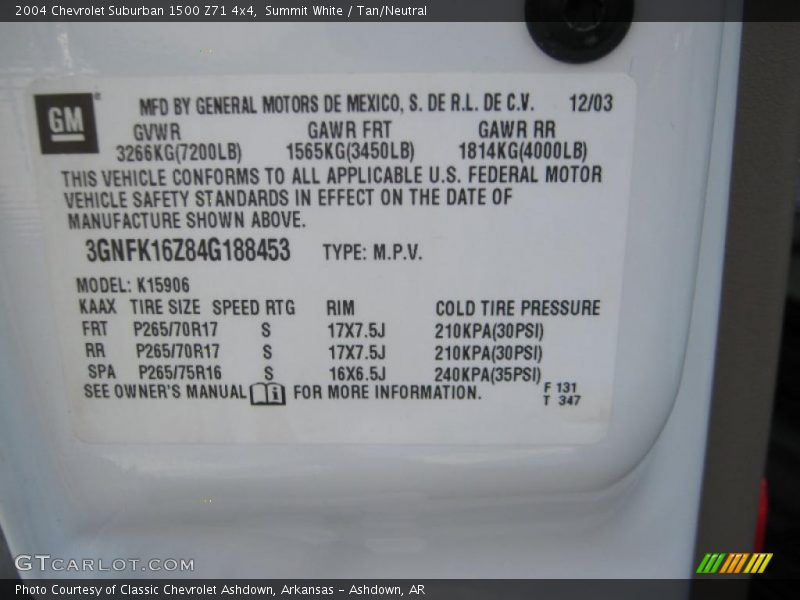 2004 Chevrolet Suburban 1500 Z71 4x4,  Summit White / Tan/Neutral
GM
MFD BY GENERAL MOTORS DE MEXICO, S. DE R.L. DE C.V. 12/03
GVWR GAWR FRT GAWR RR
3266KG(7200LB) 1565KG(3450LB) 1814KG(4000LB)
THIS VEHICLE CONFORMS TO ALL APPLICABLE U.S. FEDERAL MOTOR
VEHICLE SAFETY STANDARDS IN EFFECT ON THE DATE OF
MANUFACTURE SHOWN ABOVE.
3GNFK16Z84G188453 TYPE: M.P.V.
MODEL: K15906
KAAX TIRE SIZE SPEED RTG RIM COLD TIRE PRESSURE
FRT P265/70R17 S 17X7.5J 210KPA(30PSI)
RR P265/70R17 S 17X7.5J 210KPA(30PSI)
SPA P265/75R16 S 16X6.5J 240KPA(35PSI)
SEE OWNER'S MANUAL i FOR MORE INFORMATION.
F 131
T 347
GTCARLOT.COM
Photo Courtesy of Classic Chevrolet Ashdown, Arkansas - Ashdown, AR